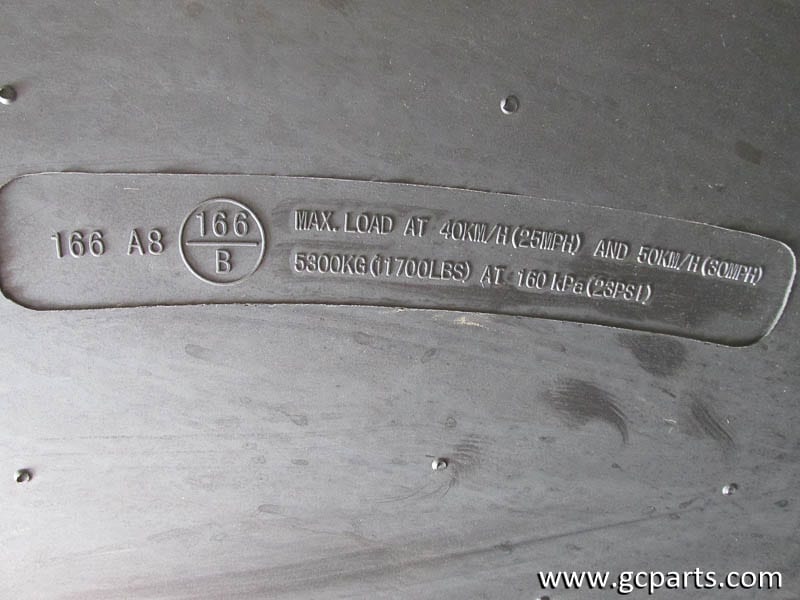 166 A8
166
B
MAX. LOAD AT 40KM/H(25MPH) AND 50KM/H(30MPH)
5300KG(11700LBS) AT 160 kPa(23PSI)
www.gcparts.com